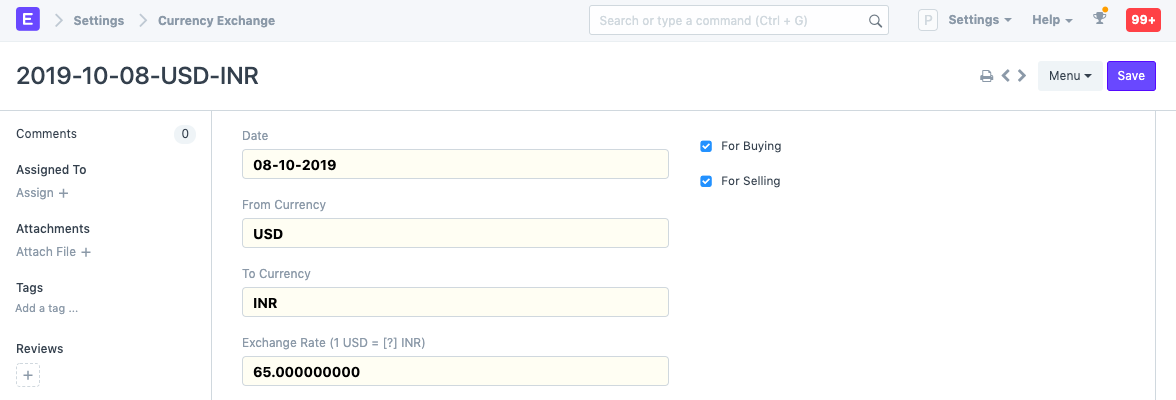 E Settings Currency Exchange Search or type a command (Ctrl + G) P Settings Help 99+
2019-10-08-USD-INR Menu Save
Comments 0
Assigned To
Assign +
Attachments
Attach File +
Tags
Add a tag ...
Reviews
+
Date
08-10-2019
From Currency
USD
To Currency
INR
Exchange Rate (1 USD = [?] INR)
65.000000000
For Buying
For Selling